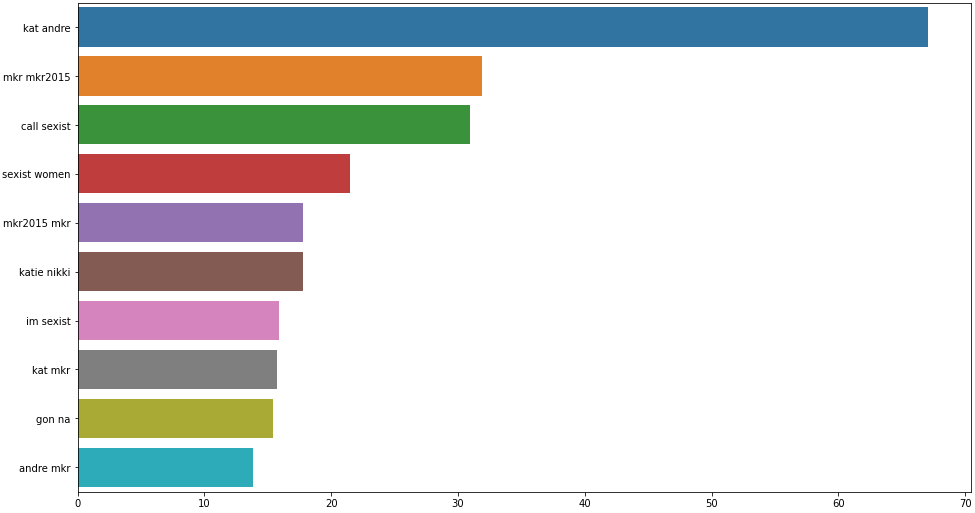 kat andre
mkr mkr2015
call sexist
sexist women
mkr2015 mkr
katie nikki
im sexist
kat mkr
gon na
andre mkr
0 10 20 30 40 50 60 70